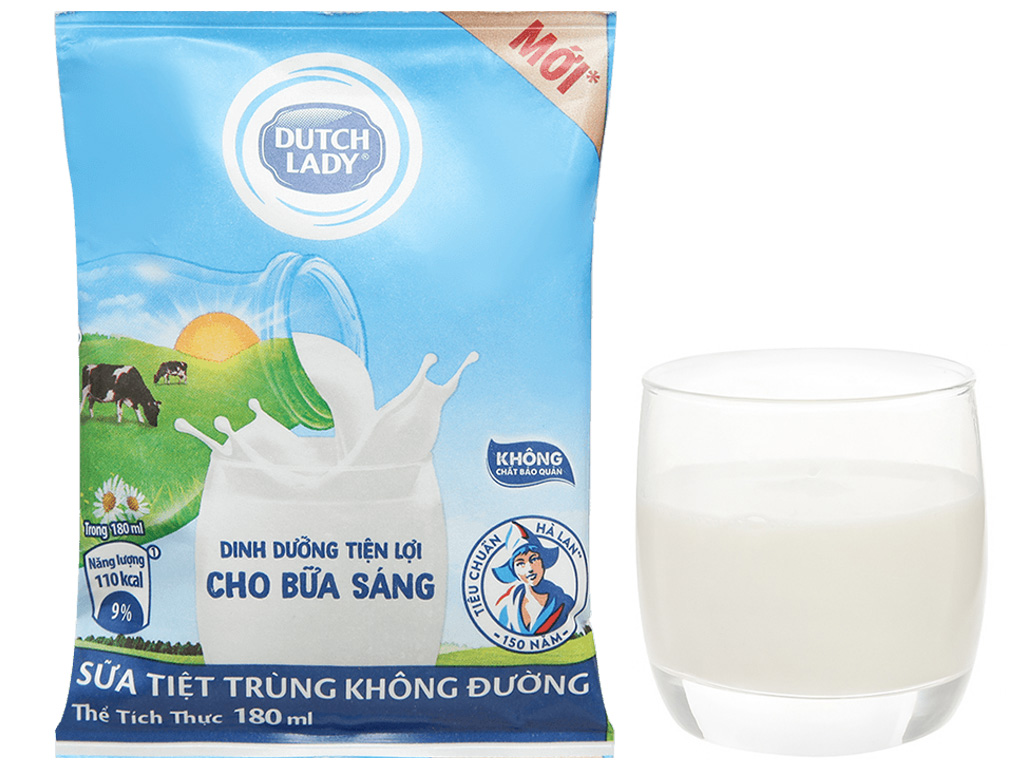 MỚI*
DUTCH
LADY®
KHÔNG
CHẤT BẢO QUẢN
Trong 180 ml
Năng lượng
110 kcal
9%
①
DINH DƯỠNG TIỆN LỢI
CHO BỮA SÁNG
TIÊU CHUẨN HÀ LAN
- 150 NĂM -
SỮA TIỆT TRÙNG KHÔNG ĐƯỜNG
Thể Tích Thực 180 ml